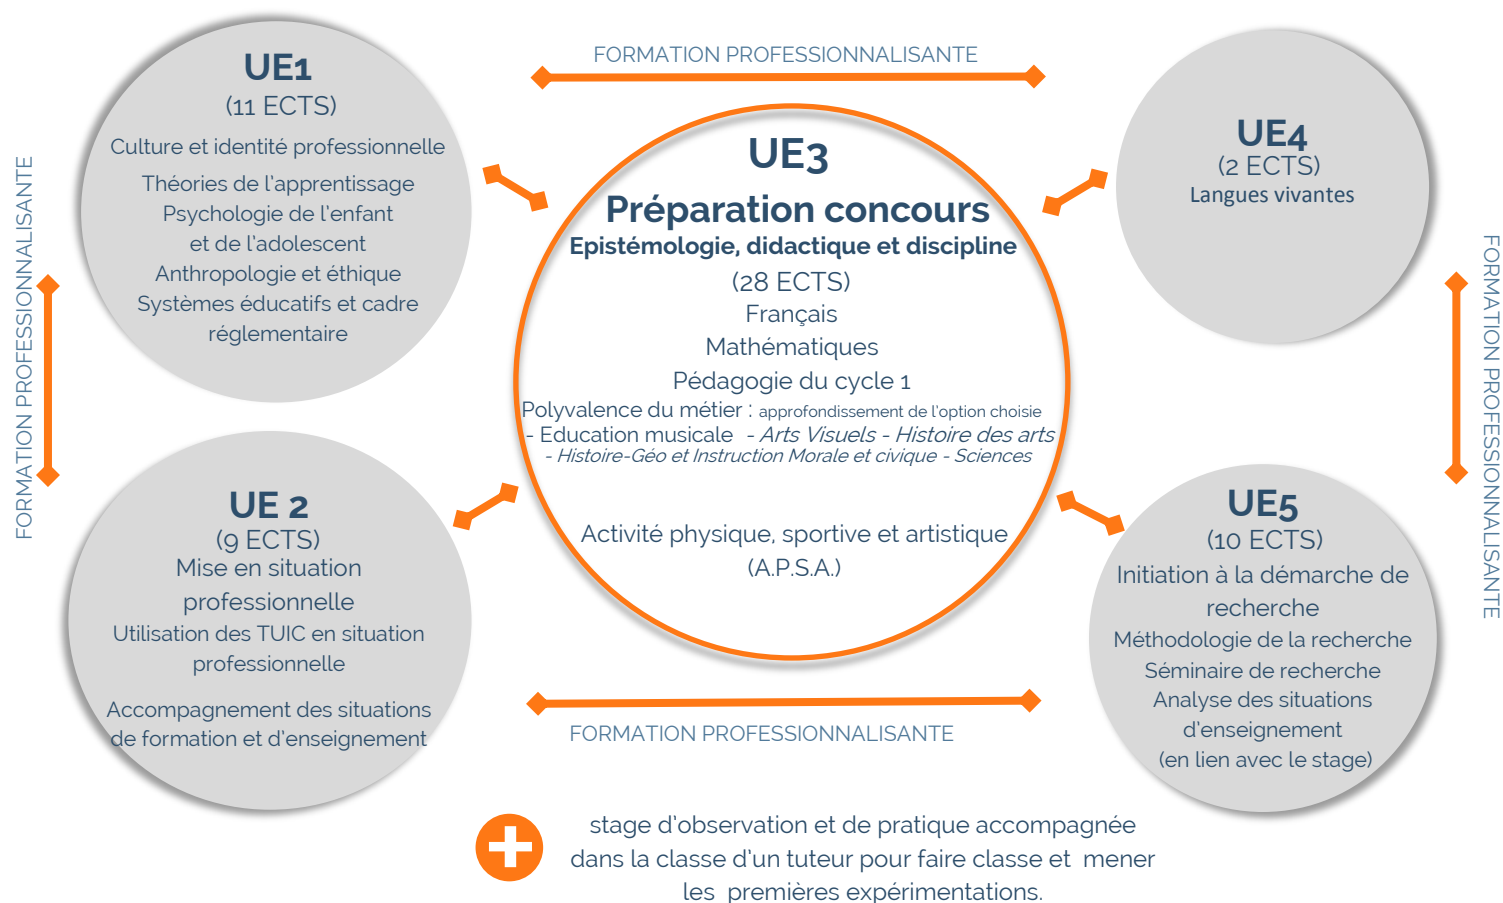 FORMATION PROFESSIONNALISANTE
UE1
(11 ECTS)
Culture et identité professionnelle
Théories de l'apprentissage
Psychologie de l'enfant
et de l'adolescent
Anthropologie et éthique
Systèmes éducatifs et cadre
réglementaire
FORMATION PROFESSIONNALISANTE
UE 2
(9 ECTS)
Mise en situation
professionnelle
Utilisation des TUIC en situation
professionnelle
Accompagnement des situations
de formation et d'enseignement
UE3
Préparation concours
Epistémologie, didactique et discipline
(28 ECTS)
Français
Mathématiques
Pédagogie du cycle 1
Polyvalence du métier : approfondissement de l'option choisie
- Education musicale - Arts Visuels - Histoire des arts
- Histoire-Géo et Instruction Morale et civique - Sciences
Activité physique, sportive et artistique
(A.P.S.A.)
UE4
(2 ECTS)
Langues vivantes
FORMATION PROFESSIONNALISANTE
UE5
(10 ECTS)
Initiation à la démarche de
recherche
Méthodologie de la recherche
Séminaire de recherche
Analyse des situations
d'enseignement
(en lien avec le stage)
FORMATION PROFESSIONNALISANTE
stage d'observation et de pratique accompagnée
dans la classe d'un tuteur pour faire classe et mener
les premières expérimentations.